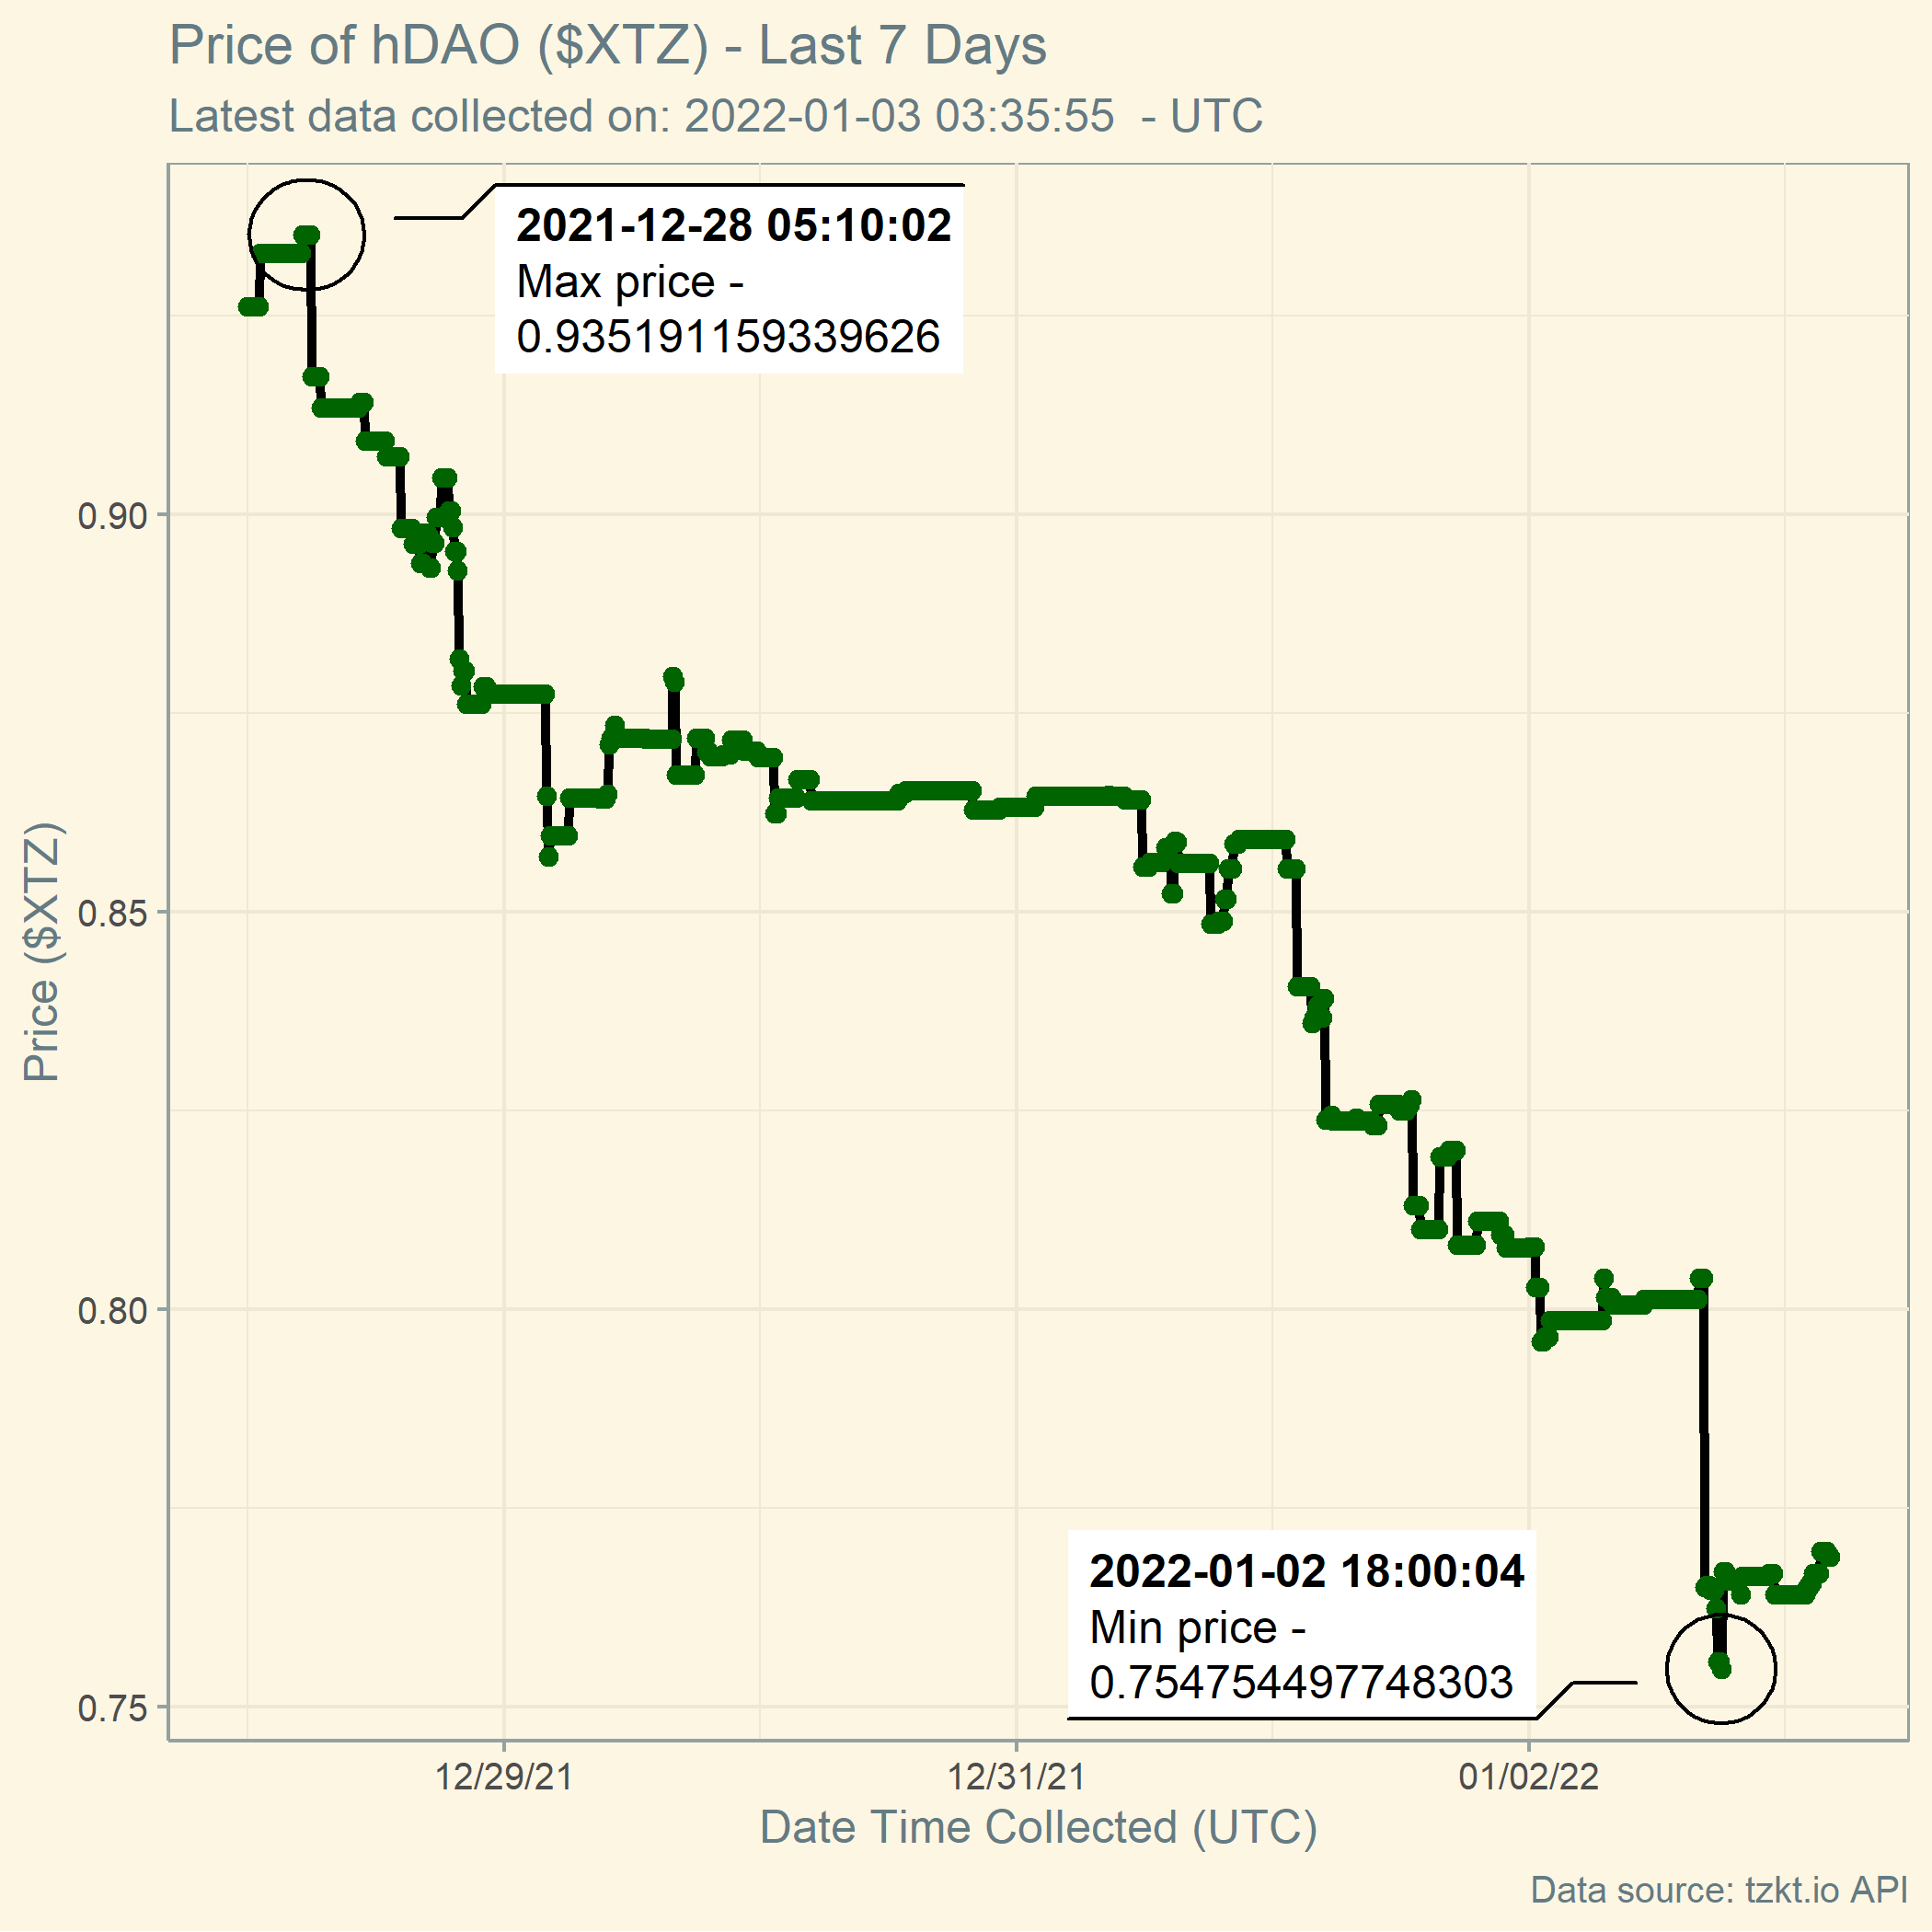 Price of hDAO ($XTZ) - Last 7 Days
Latest data collected on: 2022-01-03 03:35:55  - UTC
2021-12-28 05:10:02
Max price -
0.935191159339626
0.90
0.85
0.80
0.75
Price ($XTZ)
2022-01-02 18:00:04
Min price -
0.754754497748303
12/29/21
12/31/21
01/02/22
Date Time Collected (UTC)
Data source: tzkt.io API